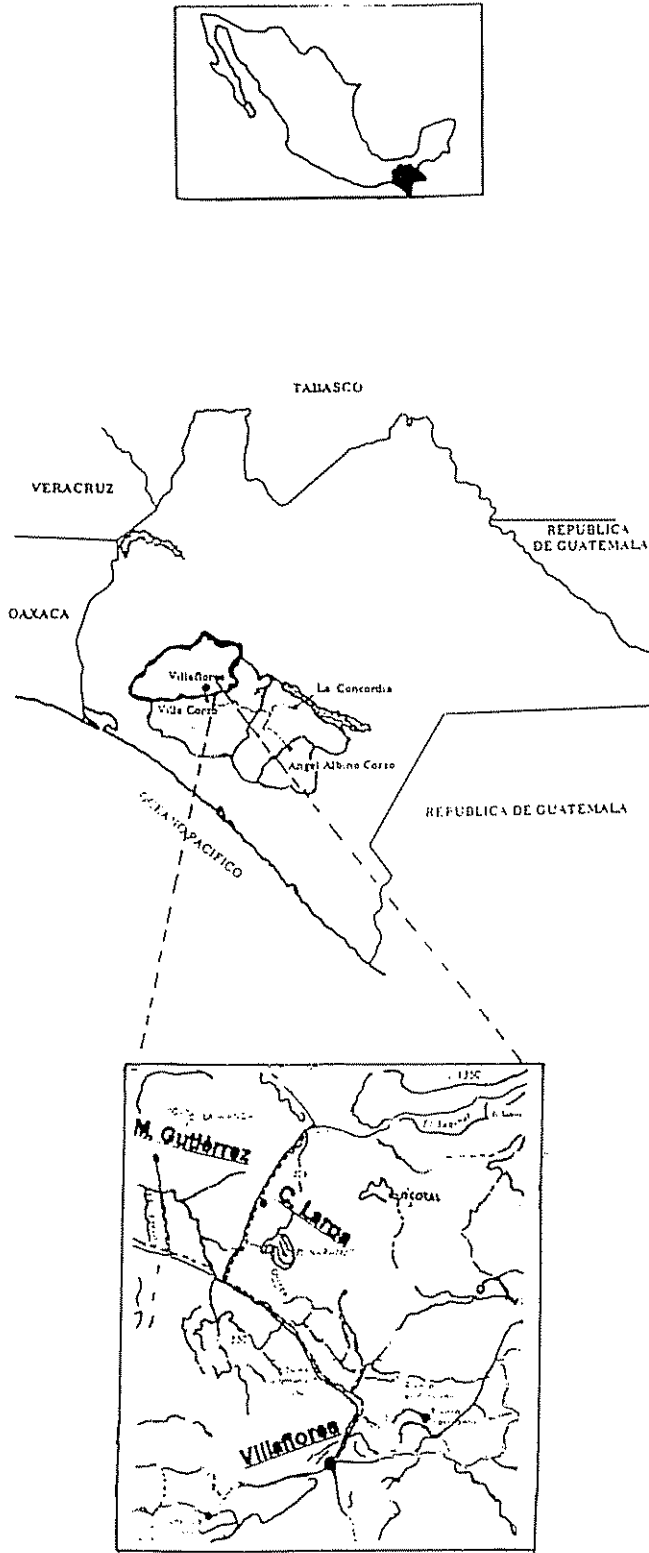 TABASCO
VERACRUZ
REPUBLICA
DE GUATEMALA
OAXACA
Villaflores
La Concordia
Villa Corzo
Angel Albino Corzo
OCEANO PACIFICO
REPUBLICA DE GUATEMALA
M. Gutiérrez
C. Larga
Villaflores